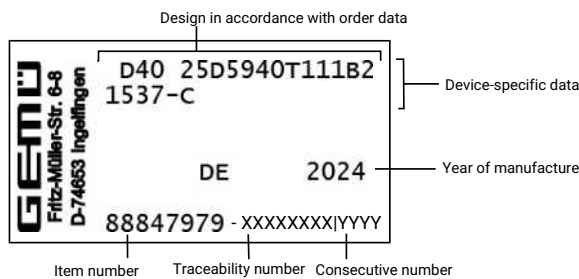 Design in accordance with order data
GEMÜ
Fritz-Müller-Str. 6-8
D-74653 Ingelfingen
D40 25D5940T111B2
1537-C
Device-specific data
DE 2024
Year of manufacture
88847979 - XXXXXXXX|YYYY
Item number Traceability number Consecutive number